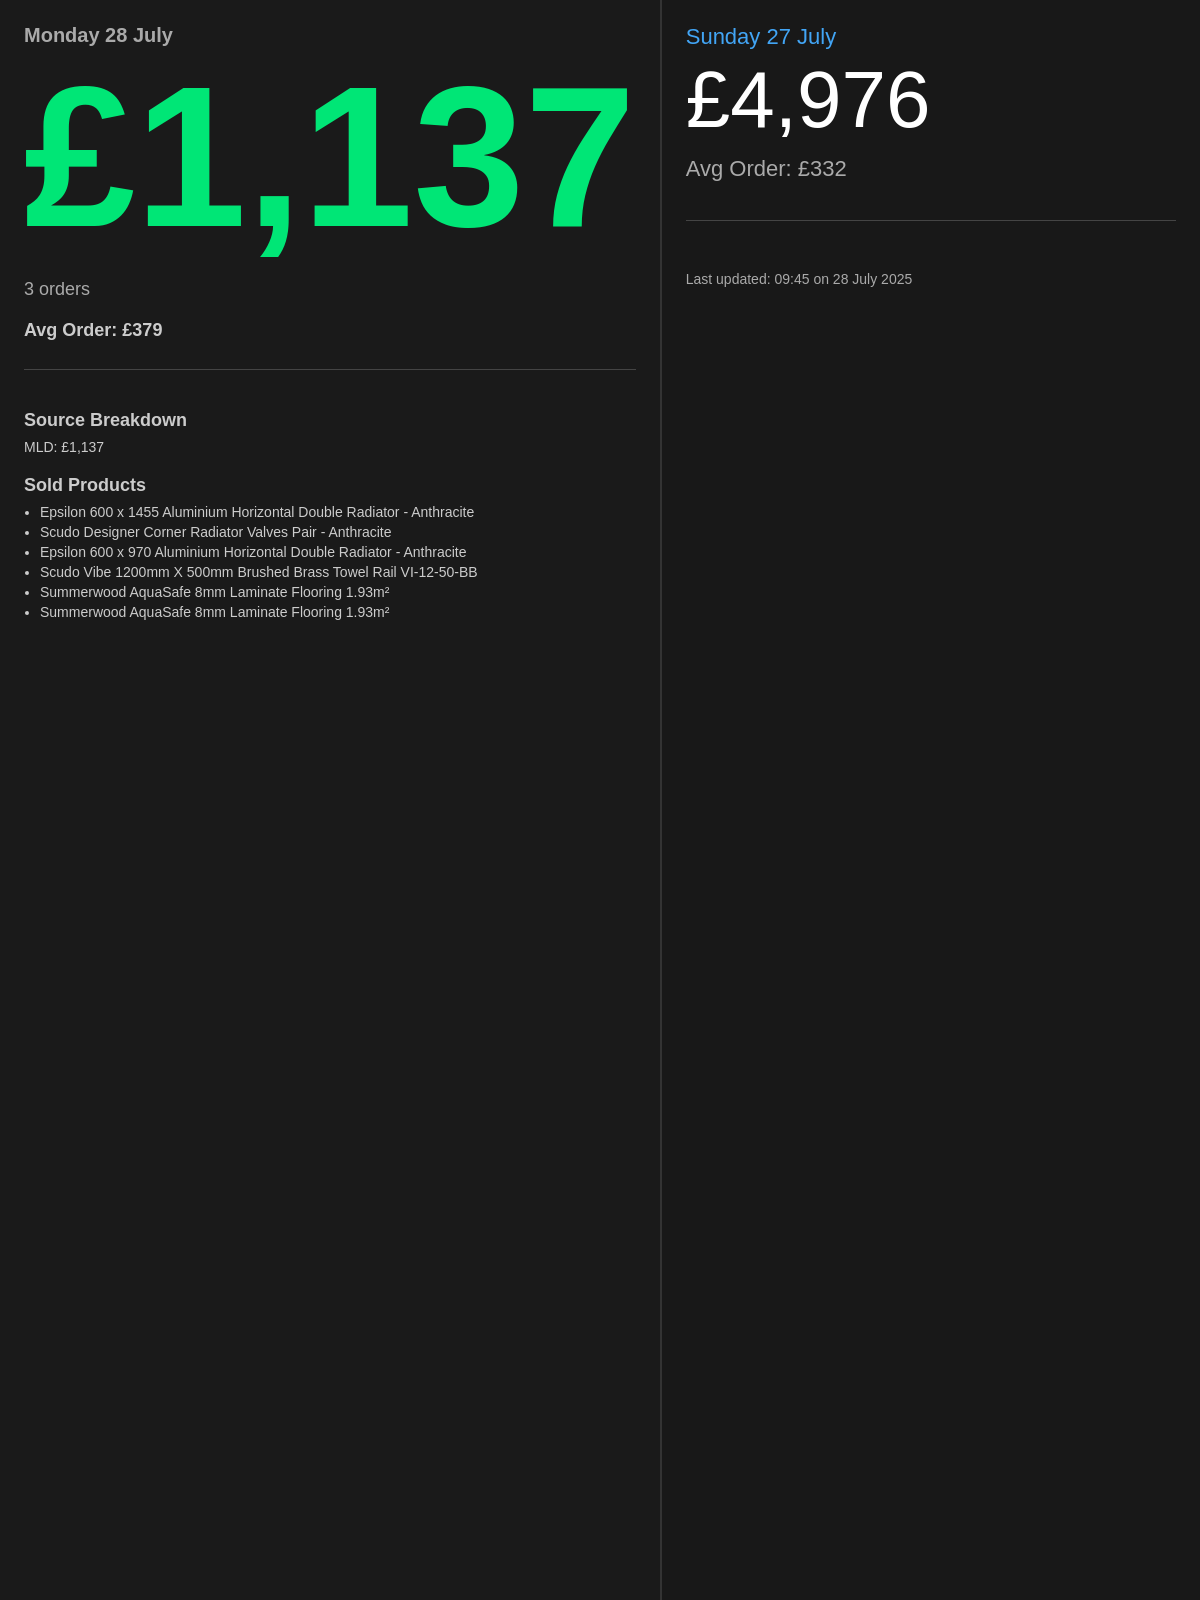 Monday 28 July
£1,137
3 orders
Avg Order: £379
Source Breakdown
MLD: £1,137
Sold Products
• Epsilon 600 x 1455 Aluminium Horizontal Double Radiator - Anthracite
• Scudo Designer Corner Radiator Valves Pair - Anthracite
• Epsilon 600 x 970 Aluminium Horizontal Double Radiator - Anthracite
• Scudo Vibe 1200mm X 500mm Brushed Brass Towel Rail VI-12-50-BB
• Summerwood AquaSafe 8mm Laminate Flooring 1.93m²
• Summerwood AquaSafe 8mm Laminate Flooring 1.93m²
Sunday 27 July
£4,976
Avg Order: £332
Last updated: 09:45 on 28 July 2025